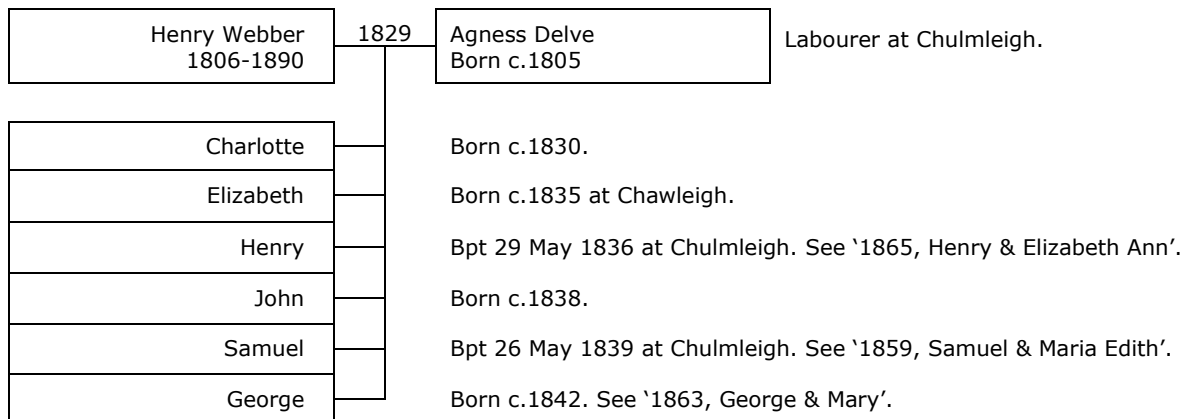 Henry Webber
1806-1890
1829
Agness Delve
Born c.1805
Labourer at Chulmleigh.
Charlotte Born c.1830.
Elizabeth Born c.1835 at Chawleigh.
Henry Bpt 29 May 1836 at Chulmleigh. See ‘1865, Henry & Elizabeth Ann’.
John Born c.1838.
Samuel Bpt 26 May 1839 at Chulmleigh. See ‘1859, Samuel & Maria Edith’.
George Born c.1842. See ‘1863, George & Mary’.